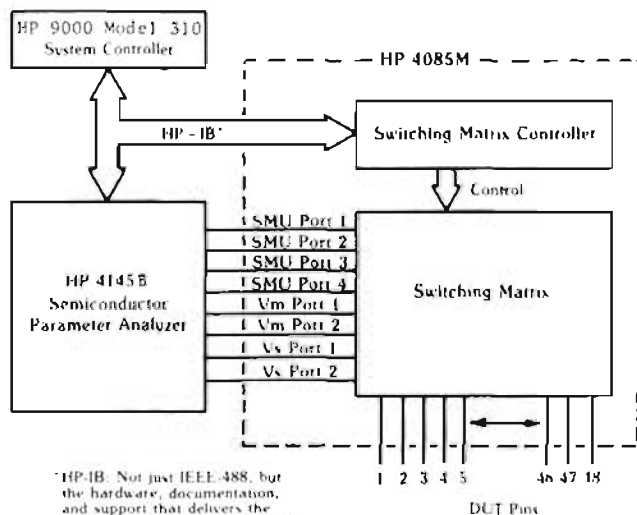 HP 9000 Model 310
System Controller
HP 4085M
HP-IB*
Switching Matrix Controller
Control
HP 4145B
Semiconductor
Parameter Analyzer
SMU Port 1
SMU Port 2
SMU Port 3
SMU Port 4
Vm Port 1
Vm Port 2
Vs Port 1
Vs Port 2
Switching Matrix
1 2 3 4 5 46 47 48
DUT Pins
*HP-IB: Not just IEEE-488, but
the hardware, documentation,
and support that delivers the